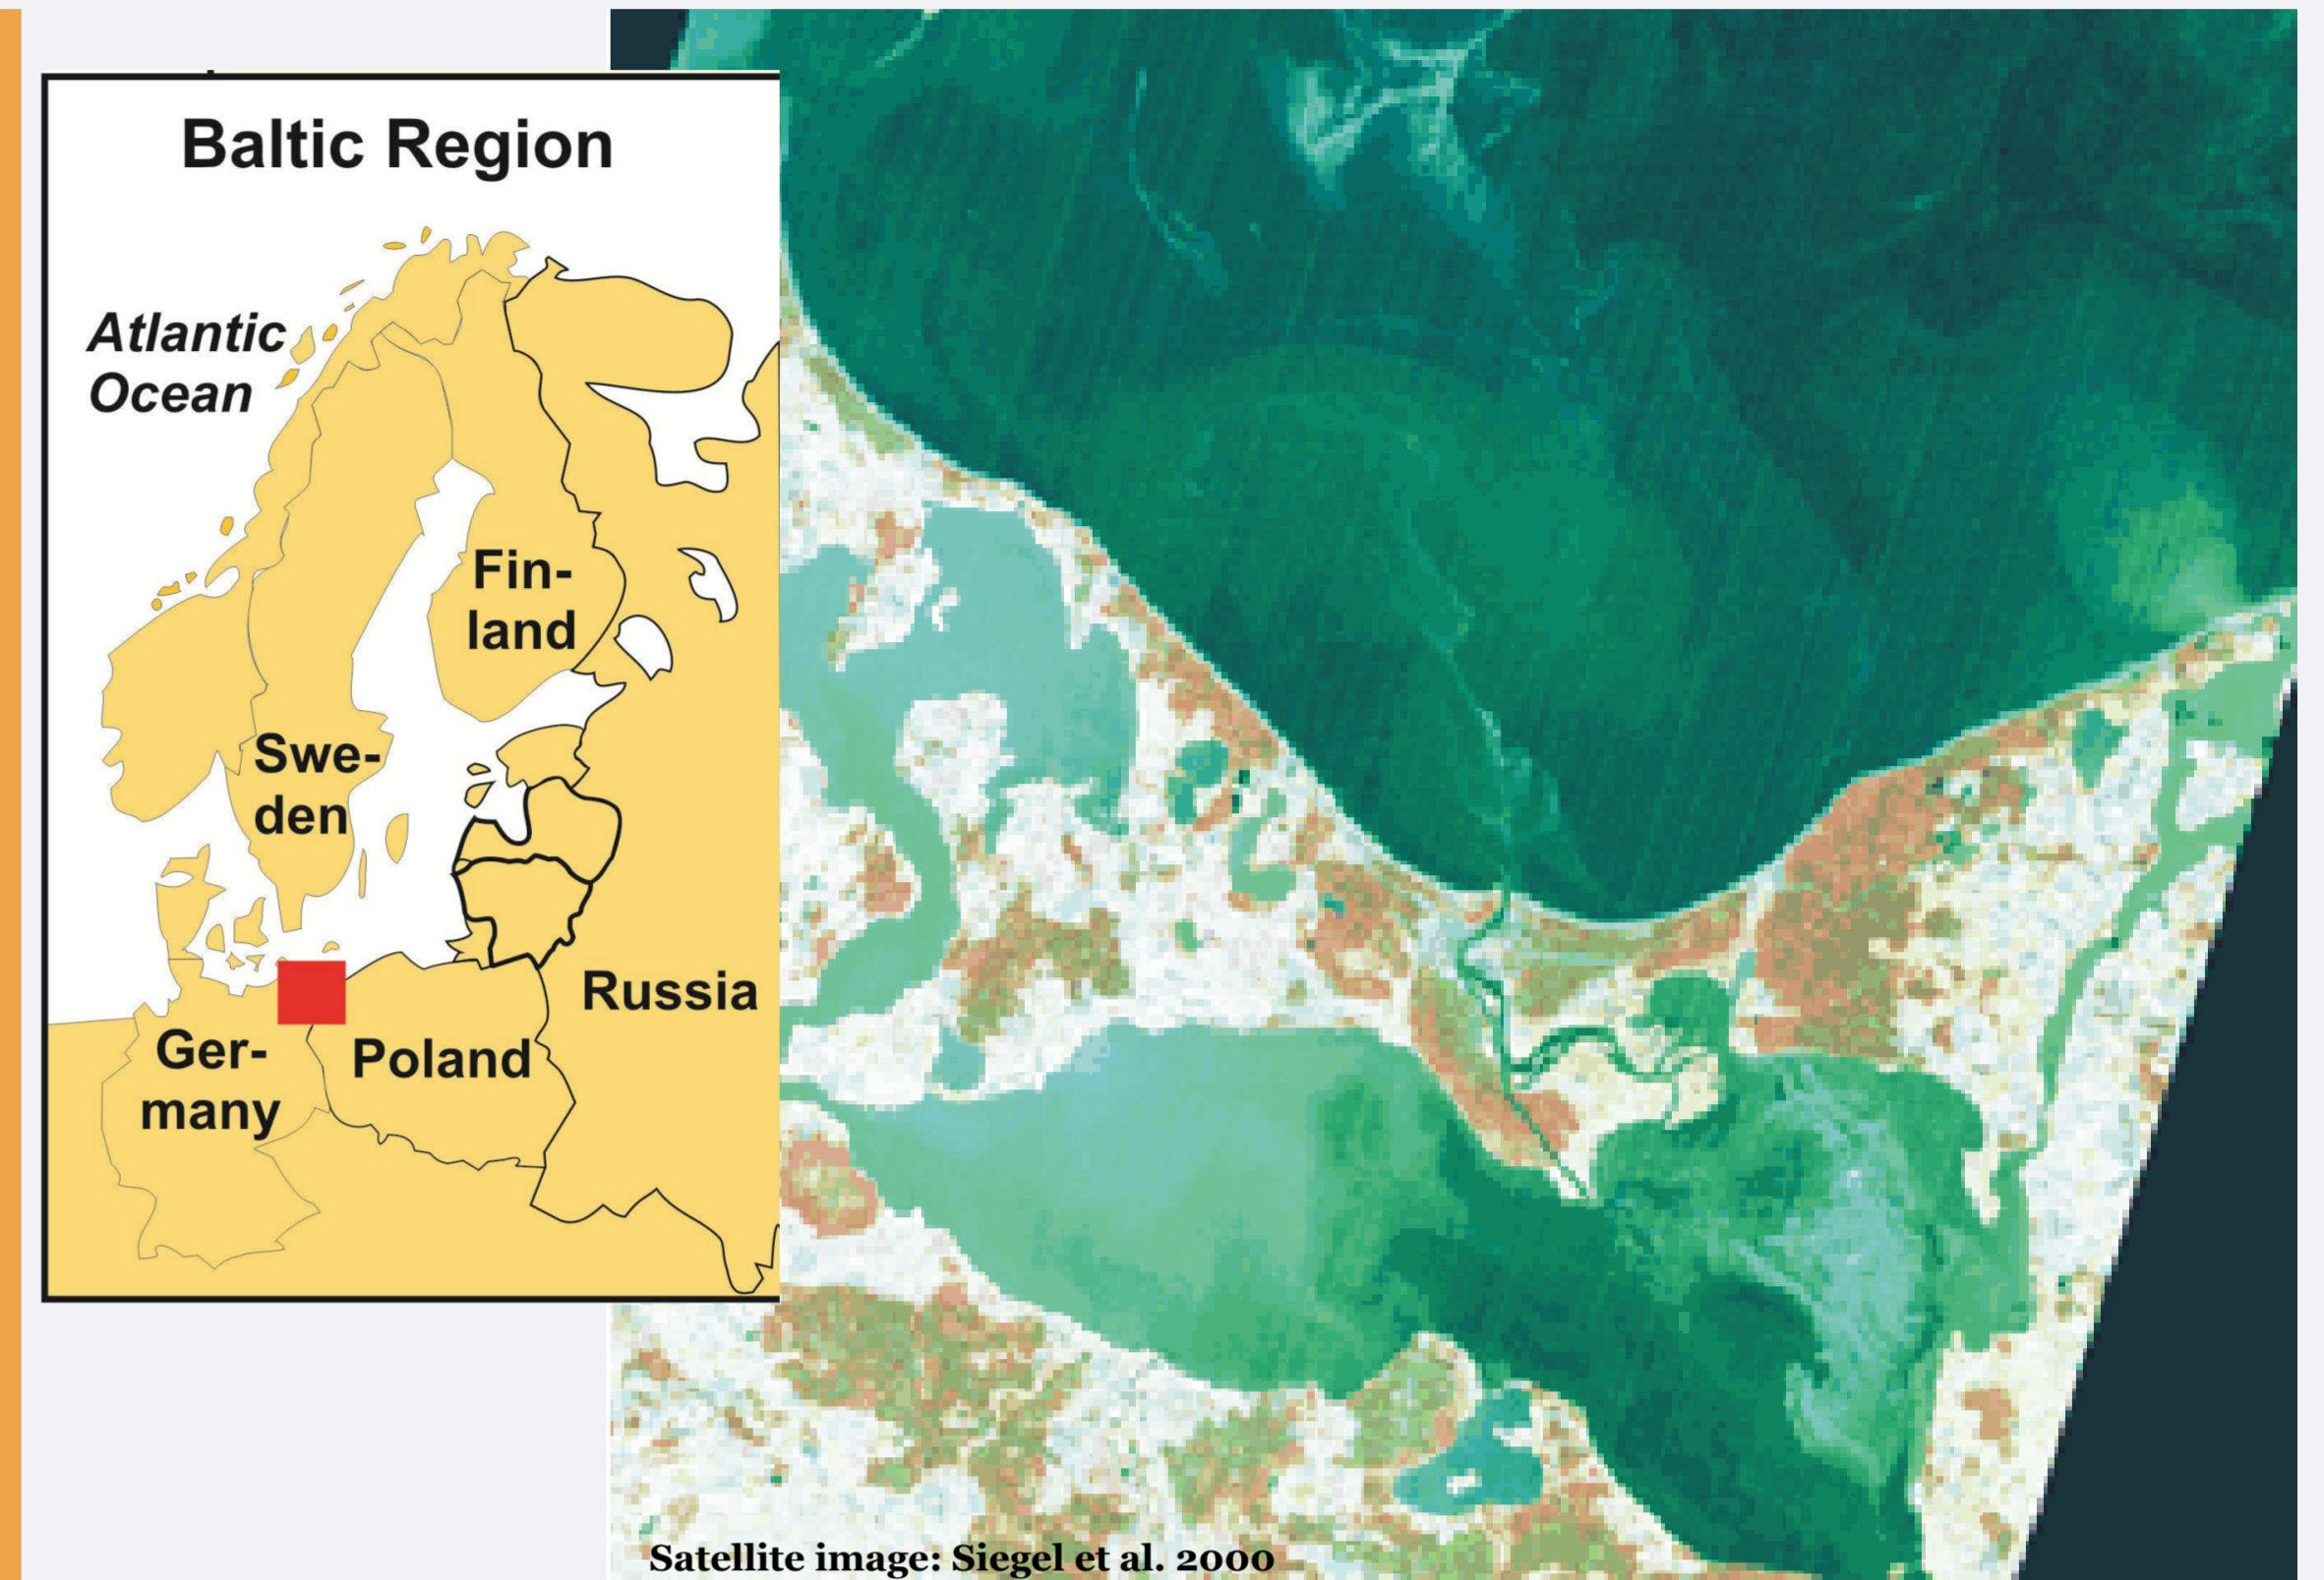 Baltic Region
Atlantic
Ocean
Fin-
land
Swe-
den
Russia
Ger-
many
Poland
Satellite image: Siegel et al. 2000